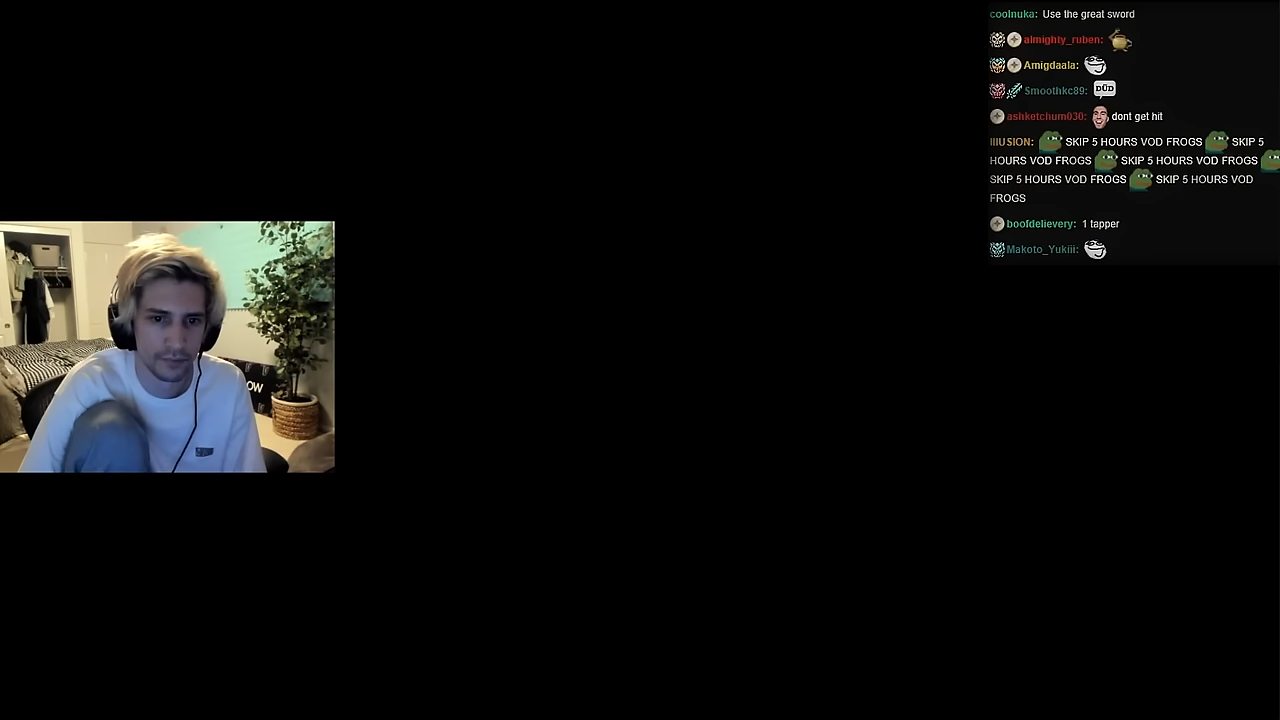 coolnuka: Use the great sword
almighty_ruben:
Amigdaala:
Smoothkc89: DŪD
ashketchum030: dont get hit
IIIUSION: SKIP 5 HOURS VOD FROGS SKIP 5
HOURS VOD FROGS SKIP 5 HOURS VOD FROGS
SKIP 5 HOURS VOD FROGS SKIP 5 HOURS VOD
FROGS
boofdelievery: 1 tapper
Makoto_Yukiii:
OW